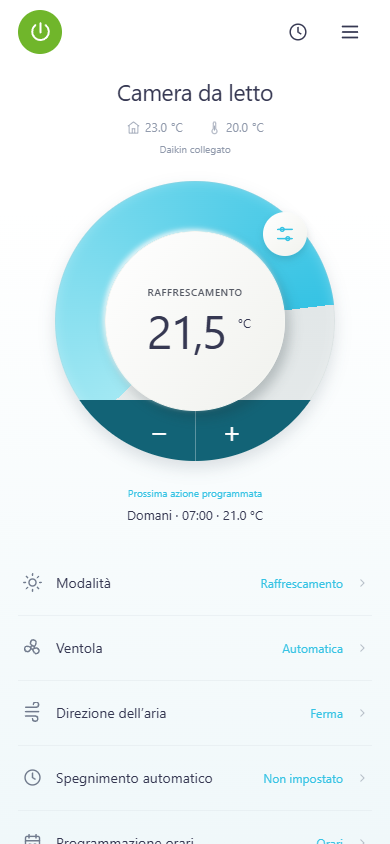 Camera da letto
23.0 °C 20.0 °C
Daikin collegato
RAFFRESCAMENTO
21,5 °C
− +
Prossima azione programmata
Domani · 07:00 · 21.0 °C
Modalità Raffrescamento
Ventola Automatica
Direzione dell'aria Ferma
Spegnimento automatico Non impostato
Programmazione orari Orari